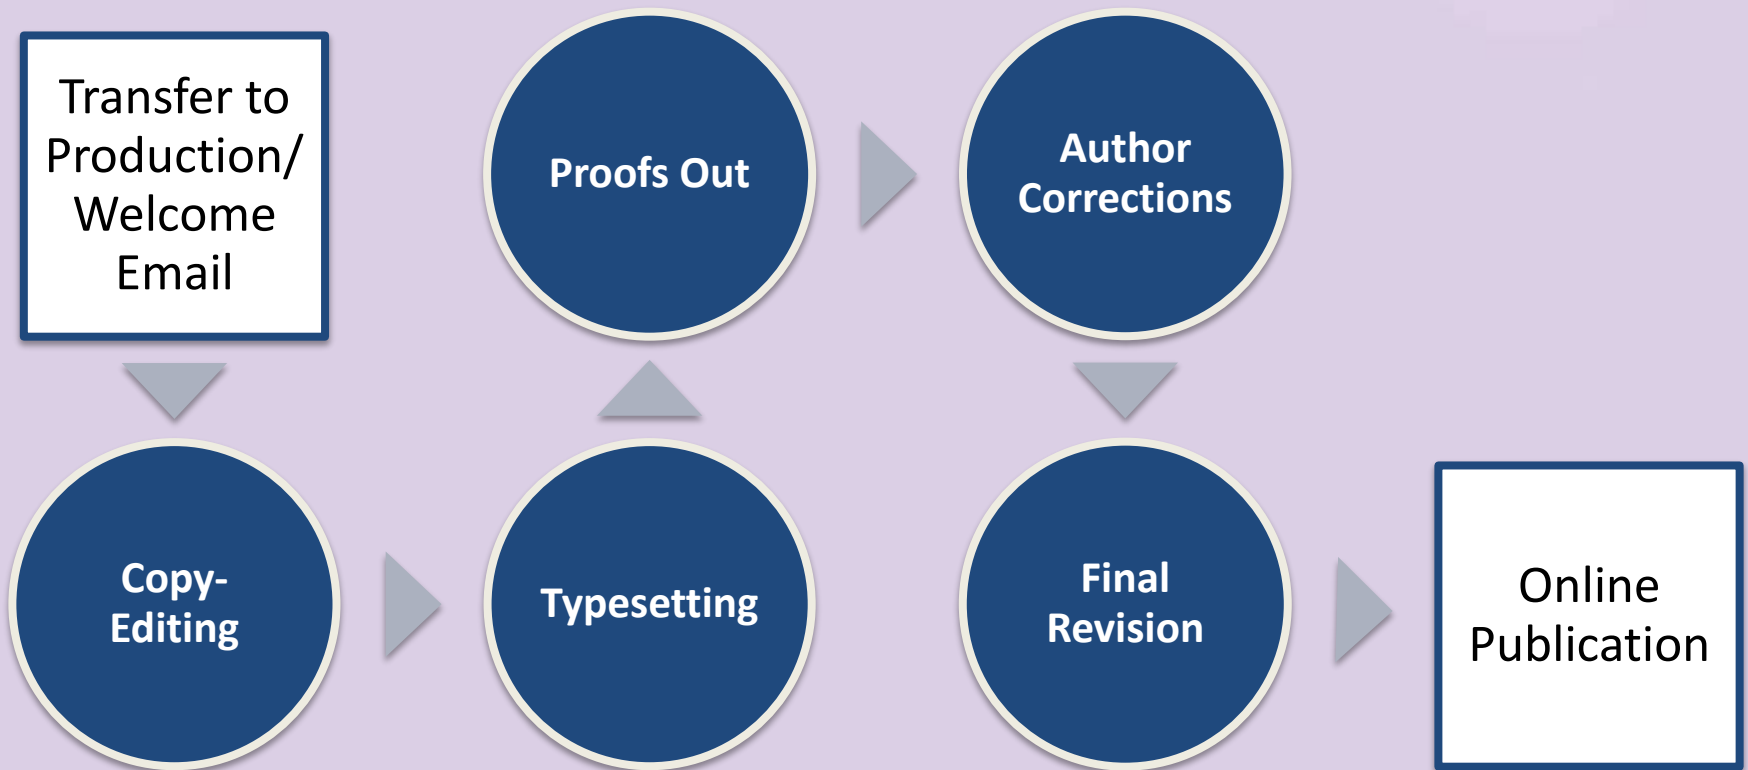 Transfer to
Production/
Welcome
Email
Copy-
Editing
Typesetting
Proofs Out
Author
Corrections
Final
Revision
Online
Publication